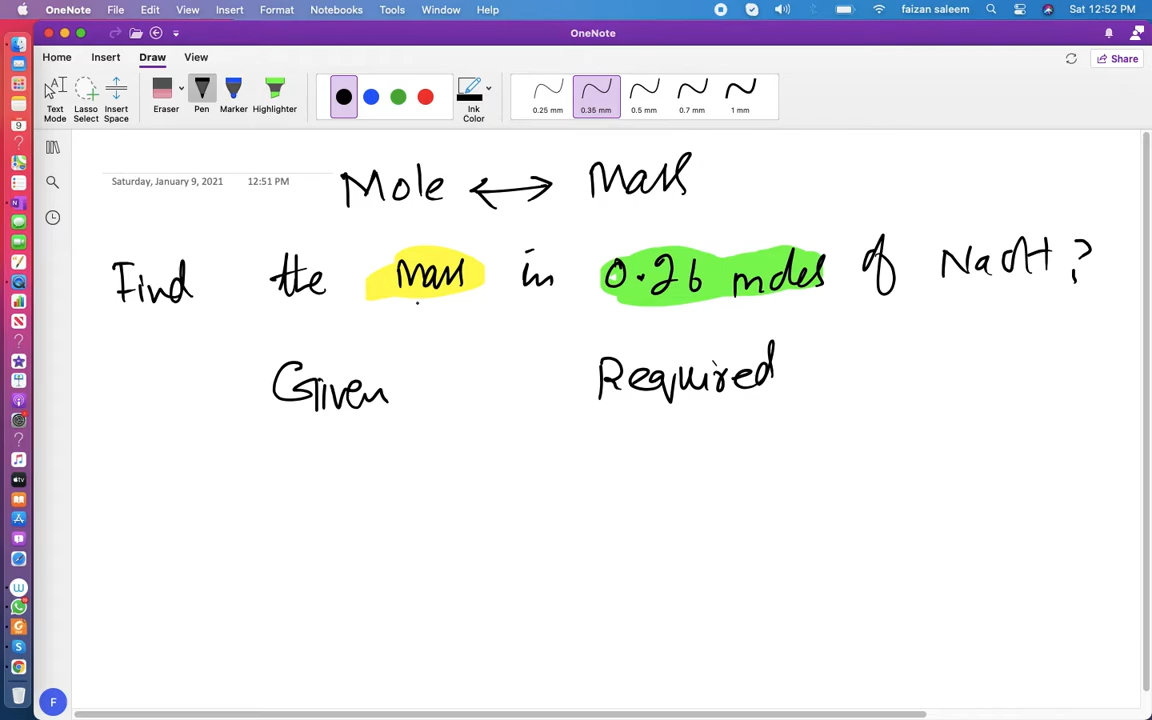 OneNote File Edit View Insert Format Notebooks Tools Window Help faizan saleem Sat 12:52 PM
OneNote
Home Insert Draw View Share
Text Mode Lasso Select Insert Space Eraser Pen Marker Highlighter Ink Color 0.25 mm 0.35 mm 0.5 mm 0.7 mm 1 mm
9
Saturday, January 9, 2021 12:51 PM
Mole ↔ Mass
Find the mass in 0.26 moles of NaOH ?
Given Required
F